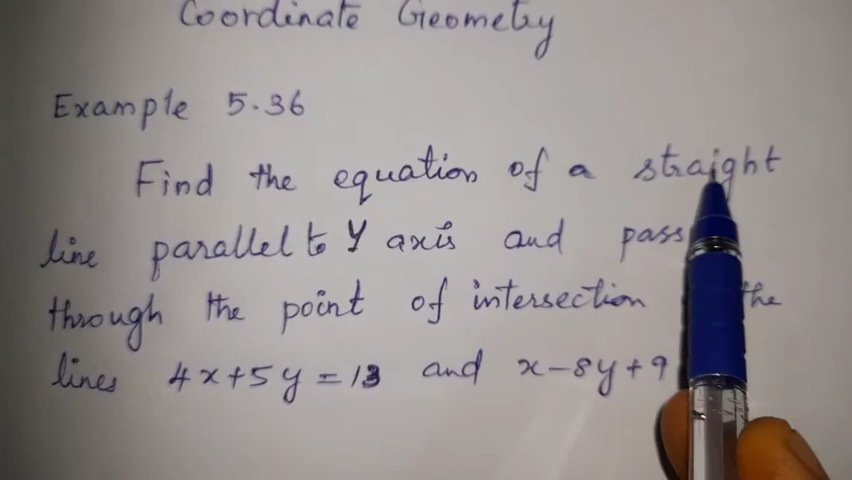 Coordinate Geometry
Example 5.36
Find the equation of a straight
line parallel to Y axis and pass
through the point of intersection the
lines 4x+5y=13 and x-8y+9